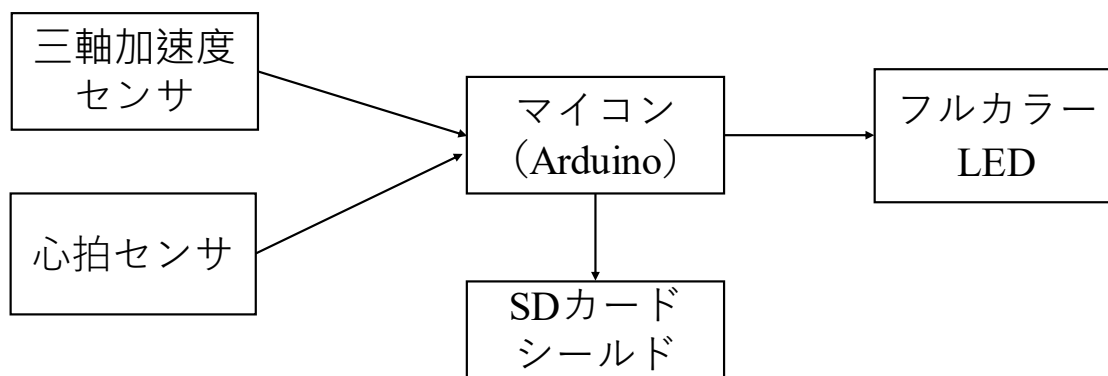 三軸加速度
センサ
心拍センサ
マイコン
（Arduino）
SDカード
シールド
フルカラー
LED